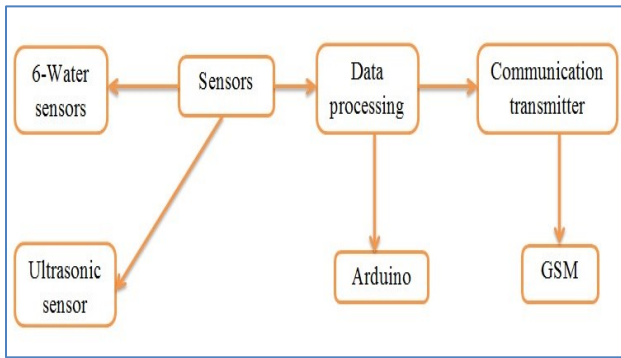 6-Water
sensors
Sensors
Data
processing
Communication
transmitter
Ultrasonic
sensor
Arduino
GSM